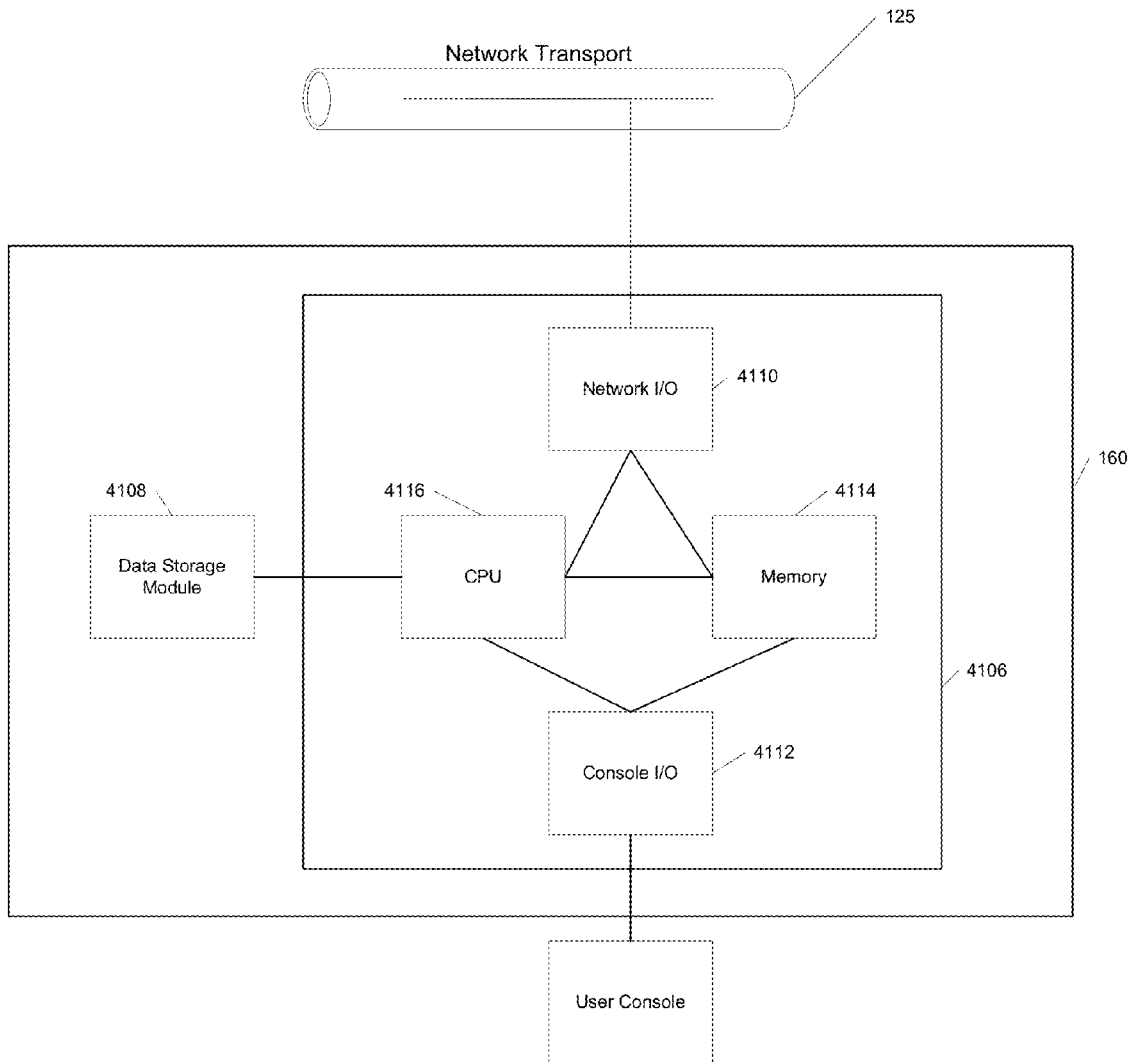 125
Network Transport
Network I/O
4110
160
4108
4116
4114
Data Storage
Module
CPU
Memory
4106
Console I/O
4112
User Console